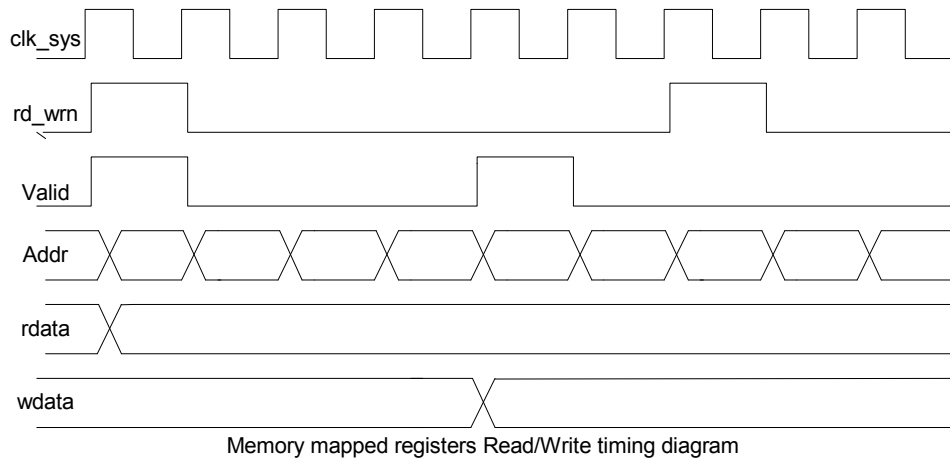 clk_sys
rd_wrn
Valid
Addr
rdata
wdata
Memory mapped registers Read/Write timing diagram